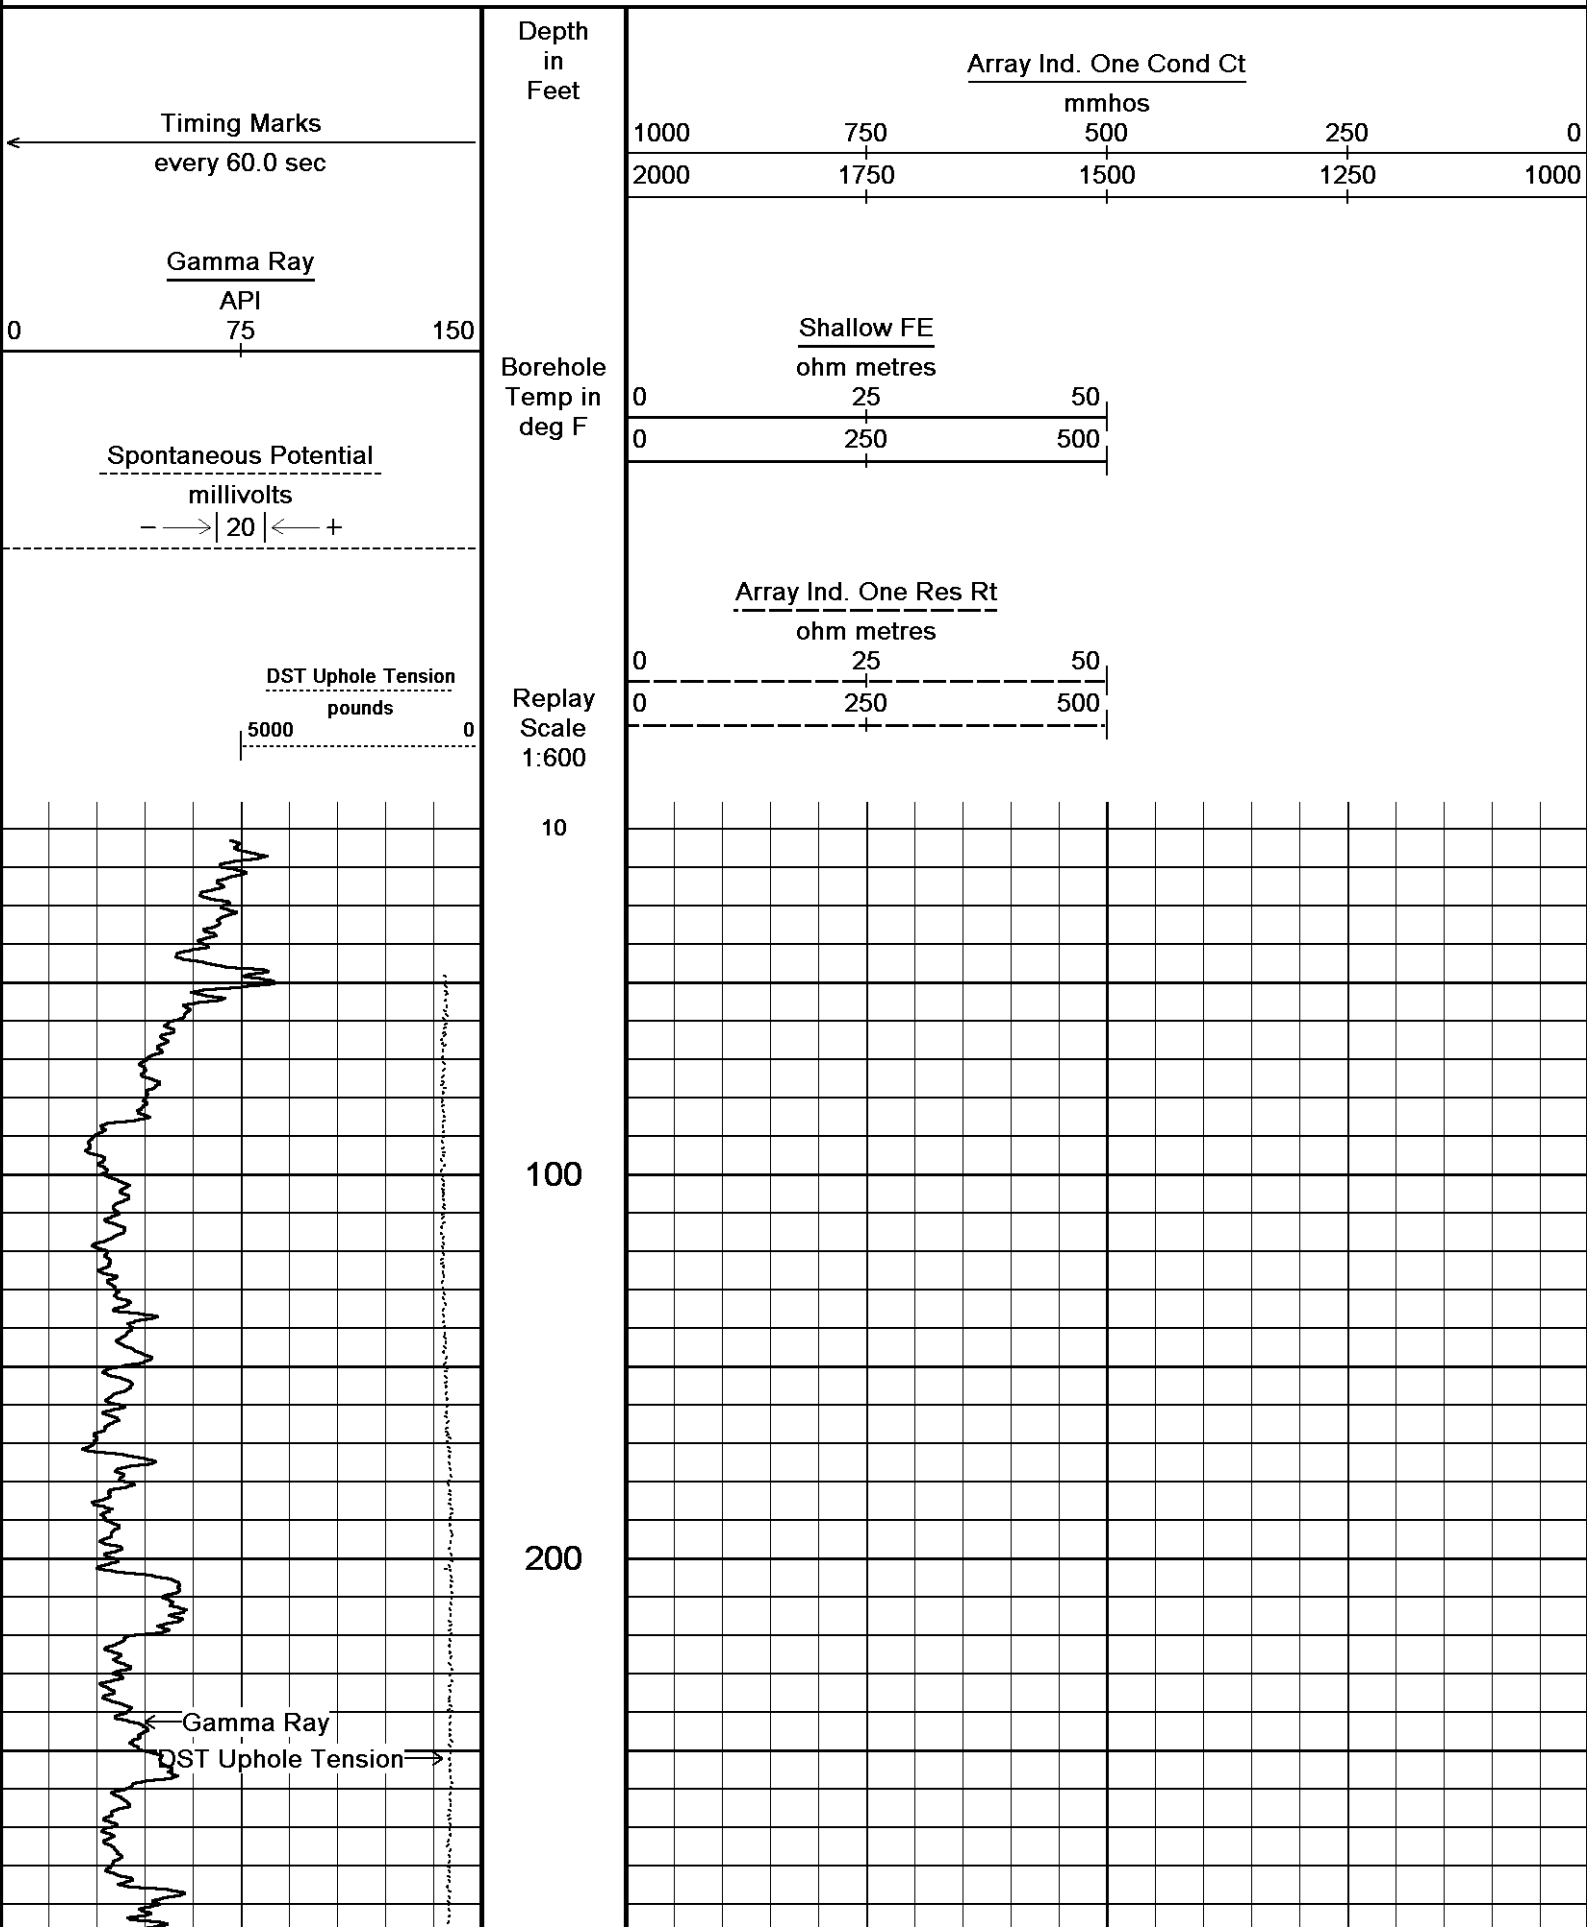 Timing Marks
every 60.0 sec
Gamma Ray
API
0 75 150
Spontaneous Potential
millivolts
− 20 +
DST Uphole Tension
pounds
5000 0
Depth
in
Feet
Borehole
Temp in
deg F
Replay
Scale
1:600
Array Ind. One Cond Ct
mmhos
1000 750 500 250 0
2000 1750 1500 1250 1000
Shallow FE
ohm metres
0 25 50
0 250 500
Array Ind. One Res Rt
ohm metres
0 25 50
0 250 500
10
100
200
Gamma Ray
DST Uphole Tension